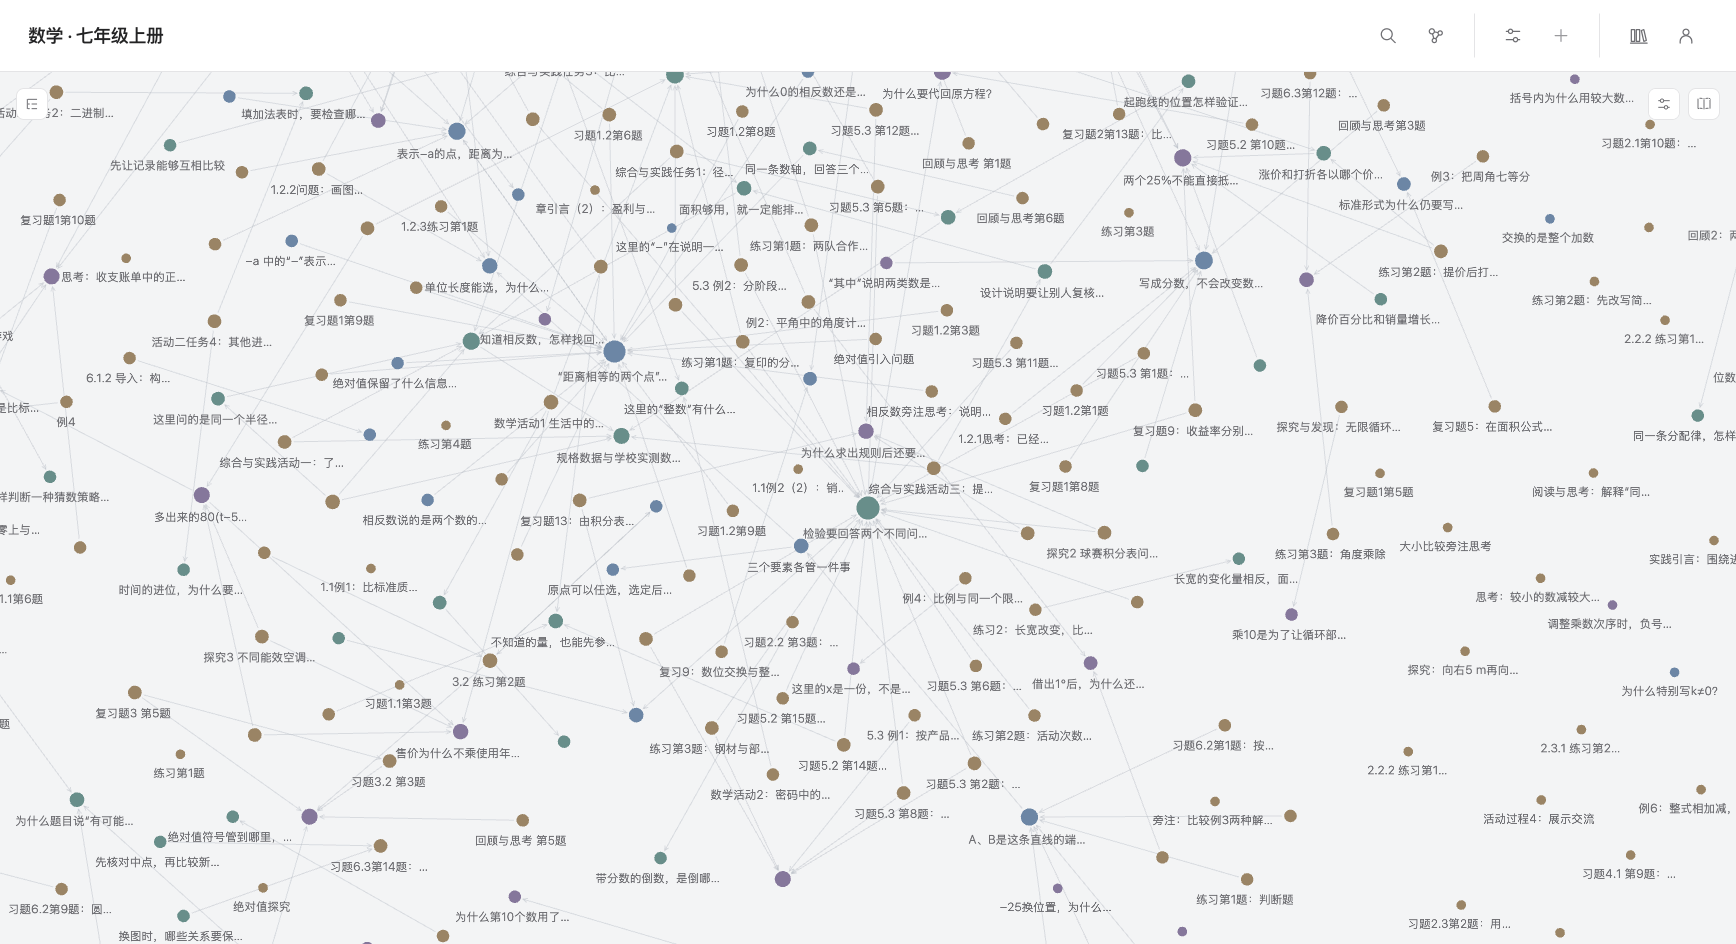 数学 · 七年级上册
综合与实践任务3：比...
为什么0的相反数还是...
为什么要代回原方程？
起跑线的位置怎样验证...
习题6.3第12题：...
括号内为什么用较大数...
2：二进制...
填加法表时，要检查哪...
习题1.2第6题
习题1.2第8题
习题5.3 第12题...
复习题2第13题：比...
回顾与思考第3题
习题5.2 第10题...
习题2.1第10题：...
先让记录能够互相比较
表示−a的点，距离为...
综合与实践任务1：径...
同一条数轴，回答三个...
回顾与思考 第1题
两个25%不能直接抵...
涨价和打折各以哪个价...
例3：把周角七等分
1.2.2问题：画图...
章引言（2）：盈利与...
面积够用，就一定能排...
习题5.3 第5题：...
回顾与思考第6题
标准形式为什么仍要写...
复习题1第10题
1.2.3练习第1题
练习第3题
交换的是整个加数
回顾2：两
−a 中的“−”表示...
这里的“−”在说明一...
练习第1题：两队合作...
思考：收支账单中的正...
单位长度能选，为什么...
5.3 例2：分阶段...
“其中”说明两类数是...
设计说明要让别人复核...
写成分数，不会改变数...
练习第2题：提价后打...
练习第2题：先改写简...
复习题1第9题
例2：平角中的角度计...
习题1.2第3题
降价百分比和销量增长...
游戏
活动二任务4：其他进...
知道相反数，怎样找回...
练习第1题：复印的分...
绝对值引入问题
习题5.3 第11题...
2.2.2 练习第1...
6.1.2 导入：构...
绝对值保留了什么信息...
“距离相等的两个点”...
习题5.3 第1题：...
位数
是比标...
例4
这里问的是同一个半径...
数学活动1 生活中的...
这里的“整数”有什么...
相反数旁注思考：说明...
习题1.2第1题
练习第4题
1.2.1思考：已经...
复习题9：收益率分别...
探究与发现：无限循环...
复习题5：在面积公式...
同一条分配律，怎样
综合与实践活动一：了...
规格数据与学校实测数...
为什么求出规则后还要...
样判断一种猜数策略...
1.1例2（2）：销...
综合与实践活动三：提...
复习题1第8题
复习题1第5题
阅读与思考：解释“同...
多出来的80(t−5...
相反数说的是两个数的...
复习题13：由积分表...
习题1.2第9题
检验要回答两个不同问...
零上与...
三个要素各管一件事
探究2 球赛积分表问...
练习第3题：角度乘除
大小比较旁注思考
实践引言：围绕
时间的进位，为什么要...
1.1例1：比标准质...
原点可以任选，选定后...
长宽的变化量相反，面...
1.1第6题
例4：比例与同一个限...
思考：较小的数减较大...
不知道的量，也能先参...
习题2.2 第3题：...
练习2：长宽改变，比...
乘10是为了让循环部...
调整乘数次序时，负号...
探究3 不同能效空调...
3.2 练习第2题
复习9：数位交换与整...
这里的x是一份，不是...
习题5.3 第6题：...
借出1°后，为什么还...
探究：向右5 m再向...
为什么特别写k≠0？
复习题3 第5题
习题1.1第3题
习题5.2 第15题...
题
售价为什么不乘使用年...
练习第3题：钢材与部...
5.3 例1：按产品...
练习第2题：活动次数...
习题6.2第1题：按...
2.3.1 练习第2...
练习第1题
习题3.2 第3题
习题5.2 第14题...
习题5.3 第2题：...
2.2.2 练习第1...
数学活动2：密码中的...
为什么题目说“有可能...
绝对值符号管到哪里，...
回顾与思考 第5题
习题5.3 第8题：...
A、B是这条直线的端...
旁注：比较例3两种解...
活动过程4：展示交流
例6：整式相加减，
先核对中点，再比较新...
习题6.3第14题：...
带分数的倒数，是倒哪...
习题4.1 第9题：...
习题6.2第9题：圆...
绝对值探究
为什么第10个数用了...
−25换位置，为什么...
练习第1题：判断题
习题2.3第2题：用...
换图时，哪些关系要保...